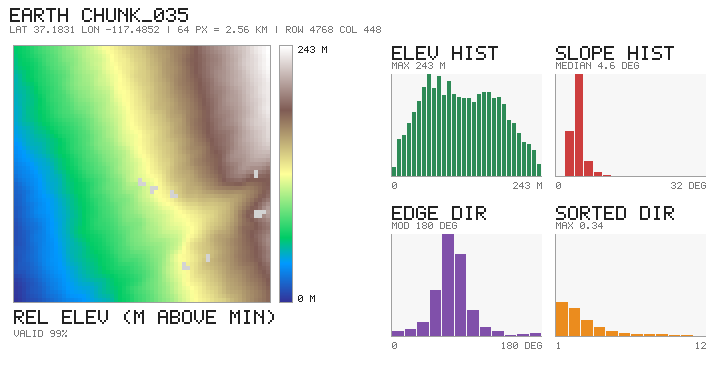 EARTH CHUNK_035
LAT 37.1831 LON -117.4852 | 64 PX = 2.56 KM | ROW 4768 COL 448
243 M
0 M
REL ELEV (M ABOVE MIN)
VALID 99%
ELEV HIST
MAX 243 M
0 243 M
SLOPE HIST
MEDIAN 4.6 DEG
0 32 DEG
EDGE DIR
MOD 180 DEG
0 180 DEG
SORTED DIR
MAX 0.34
1 12